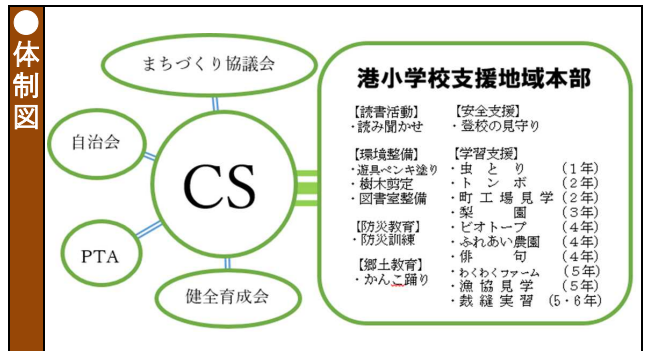 ●体制図
まちづくり協議会
自治会
CS
PTA
健全育成会
港小学校支援地域本部
【読書活動】
・読み聞かせ
【環境整備】
・遊具ペンキ塗り
・樹木剪定
・図書室整備
【防災教育】
・防災訓練
【郷土教育】
・かんこ踊り
【安全支援】
・登校の見守り
【学習支援】
・虫とり (1年)
・トンボ (2年)
・町工場見学 (2年)
・梨園 (3年)
・ビオトープ (4年)
・ふれあい農園 (4年)
・俳句 (4年)
・わくわくファーム (5年)
・漁協見学 (5年)
・裁縫実習 (5・6年)